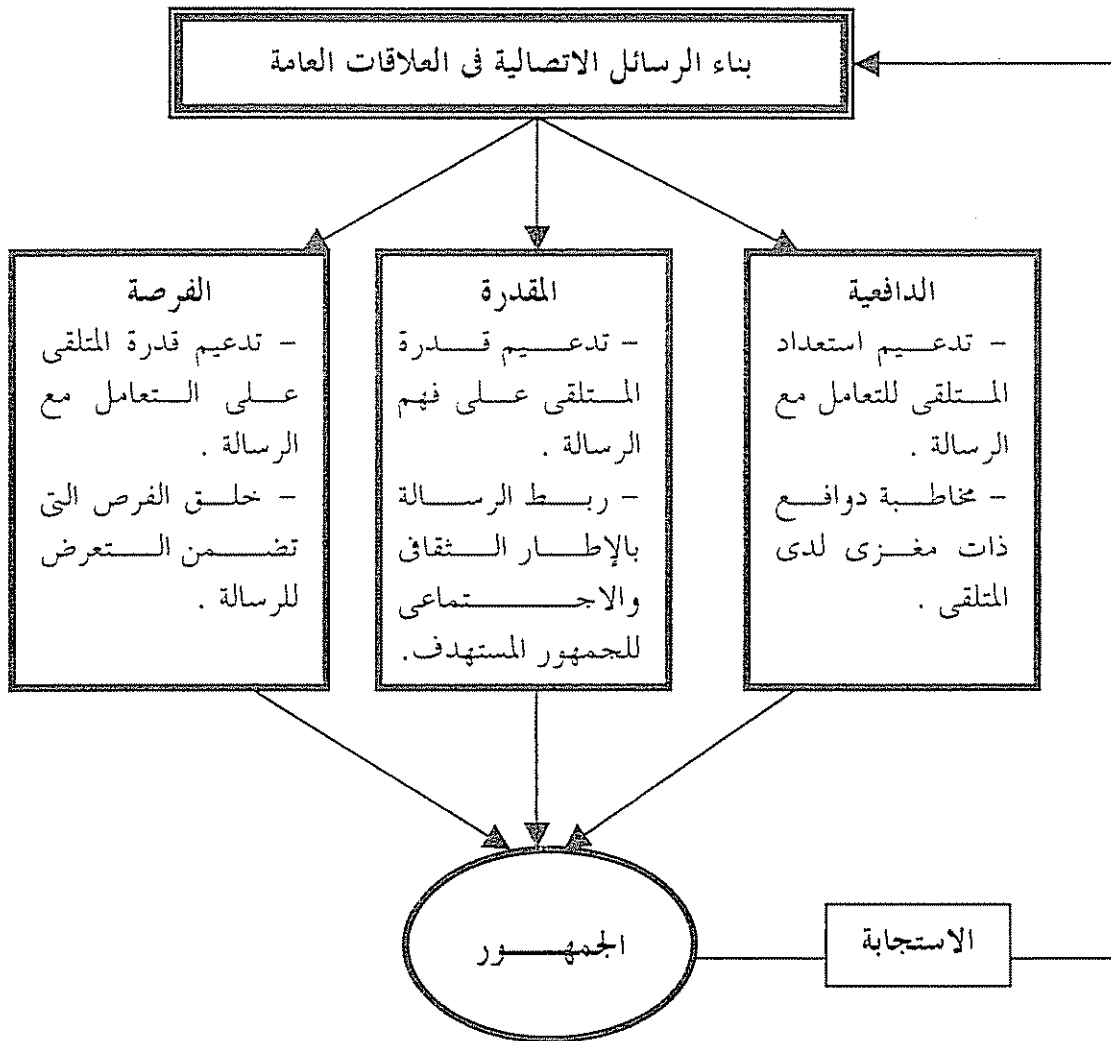 بناء الرسائل الاتصالية فى العلاقات العامة
الدافعية
- تدعيم استعداد
المتلقى للتعامل مع
الرسالة .
- مخاطبة دوافع
ذات مغزى لدى
المتلقى .
المقدرة
- تدعيم قدرة
المتلقى على فهم
الرسالة .
- ربط الرسالة
بالإطار الثقافى
والاجتماعى
للجمهور المستهدف.
الفرصة
- تدعيم قدرة المتلقى
على التعامل مع
الرسالة .
- خلق الفرص التى
تضمن التعرض
للرسالة .
الجمهور
الاستجابة